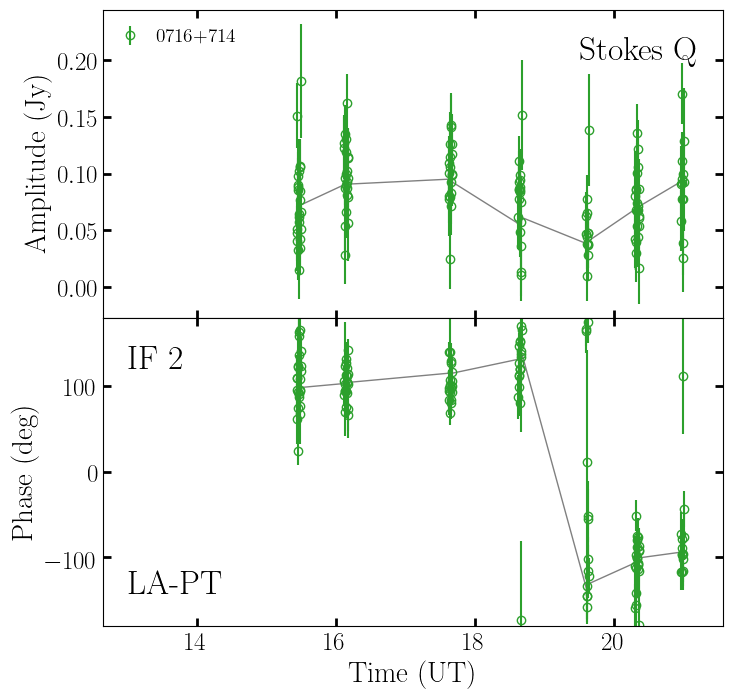 0716+714
Stokes Q
0.20
0.15
0.10
0.05
0.00
Amplitude (Jy)
IF 2
100
0
−100
Phase (deg)
LA-PT
14 16 18 20
Time (UT)